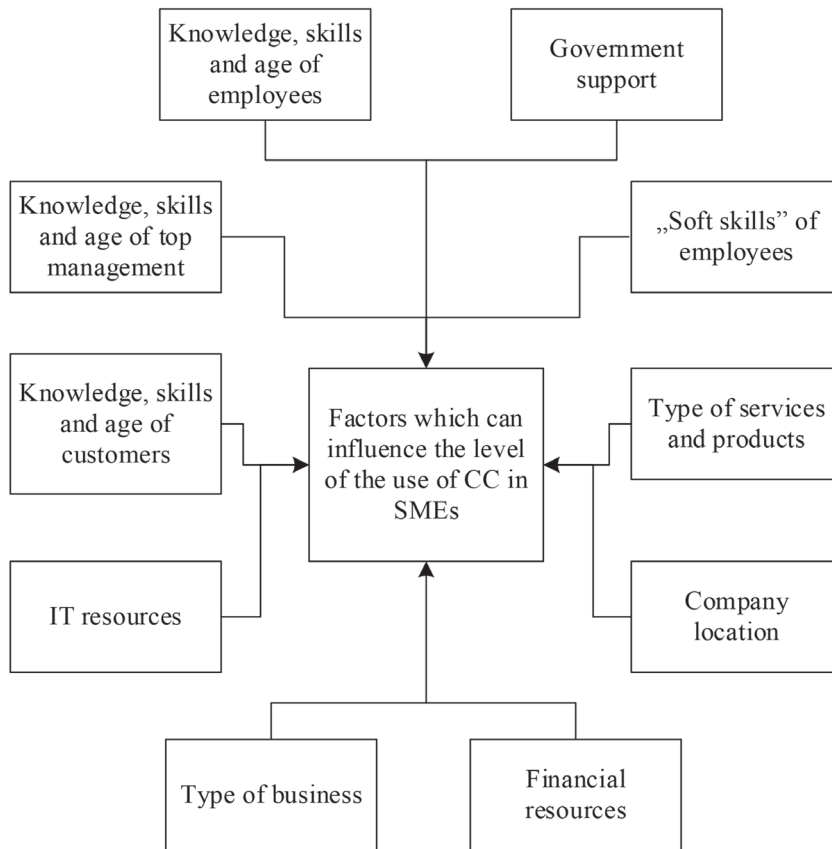 Knowledge, skills
and age of
employees
Government
support
Knowledge, skills
and age of top
management
„Soft skills” of
employees
Knowledge, skills
and age of
customers
Factors which can
influence the level
of the use of CC in
SMEs
Type of services
and products
IT resources
Company
location
Type of business
Financial
resources